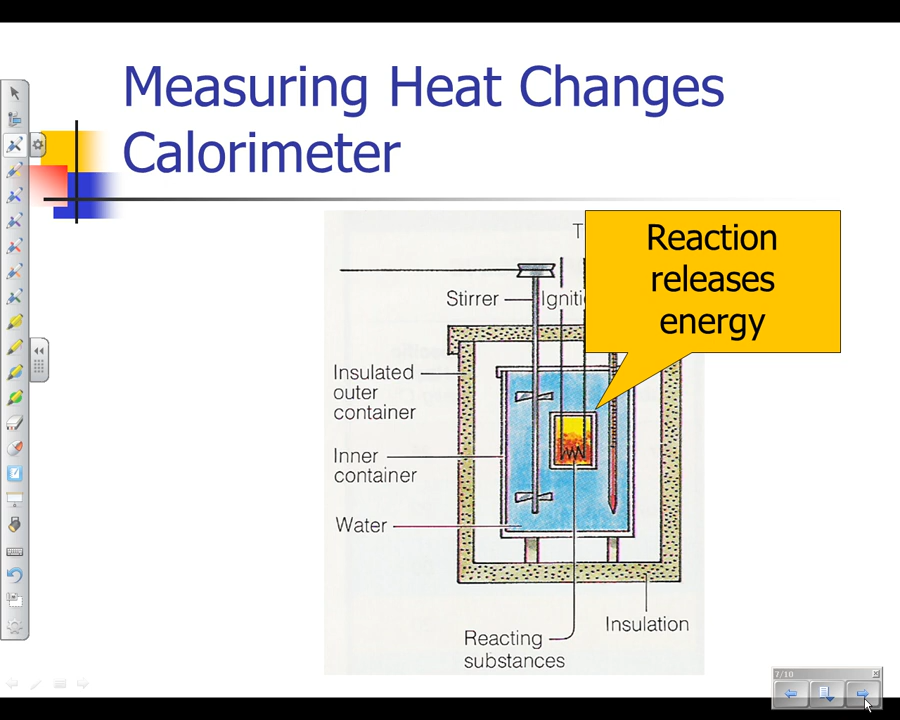 Measuring Heat Changes
Calorimeter
Reaction
releases
energy
T
Stirrer
Igniti
Insulated
outer
container
Inner
container
Water
Insulation
Reacting
substances
7/10